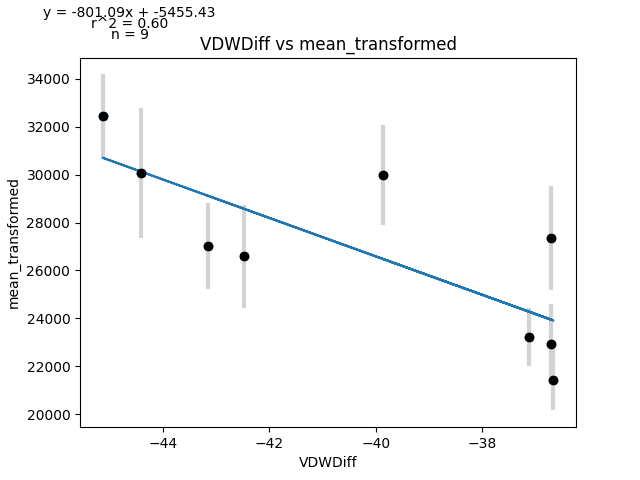 y = -801.09x + -5455.43
r^2 = 0.60
n = 9
VDWDiff vs mean_transformed
34000
32000
30000
28000
26000
24000
22000
20000
mean_transformed
−44
−42
−40
−38
VDWDiff